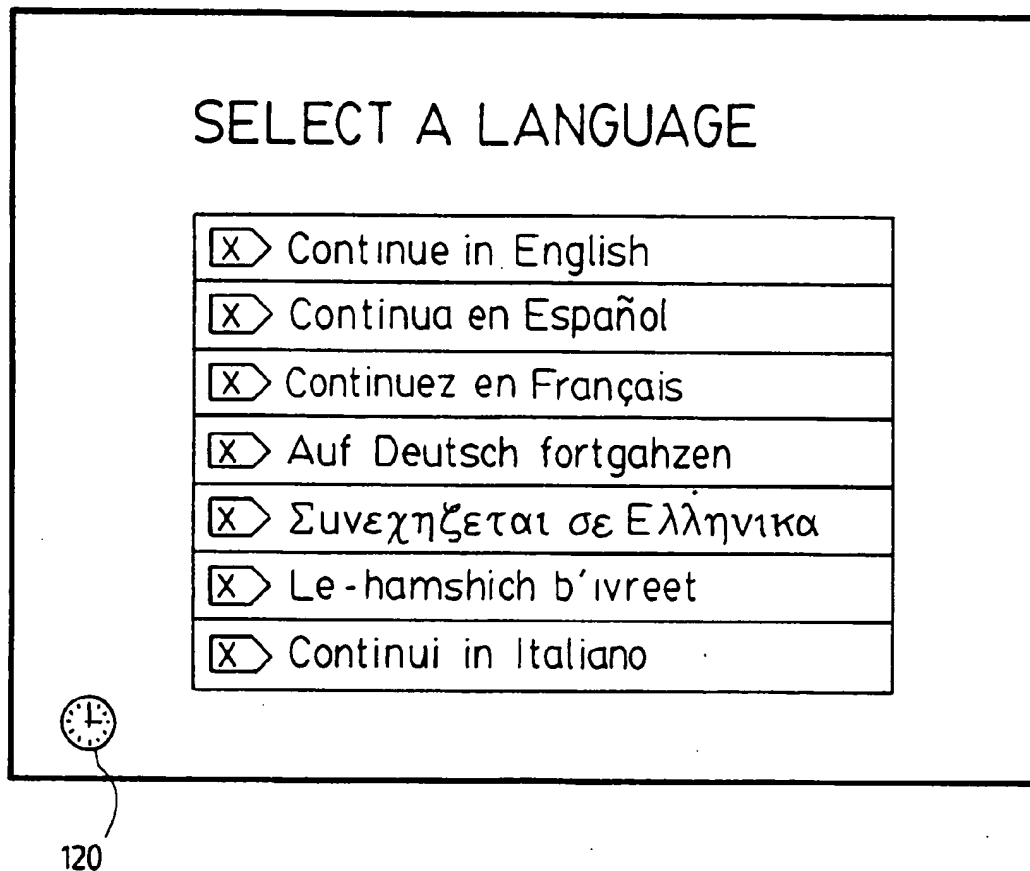 SELECT A LANGUAGE
X Continue in English
X Continua en Español
X Continuez en Français
X Auf Deutsch fortgahzen
X Συνεχηζεται σε Ελληνικα
X Le-hamshich b'ivreet
X Continui in Italiano
120